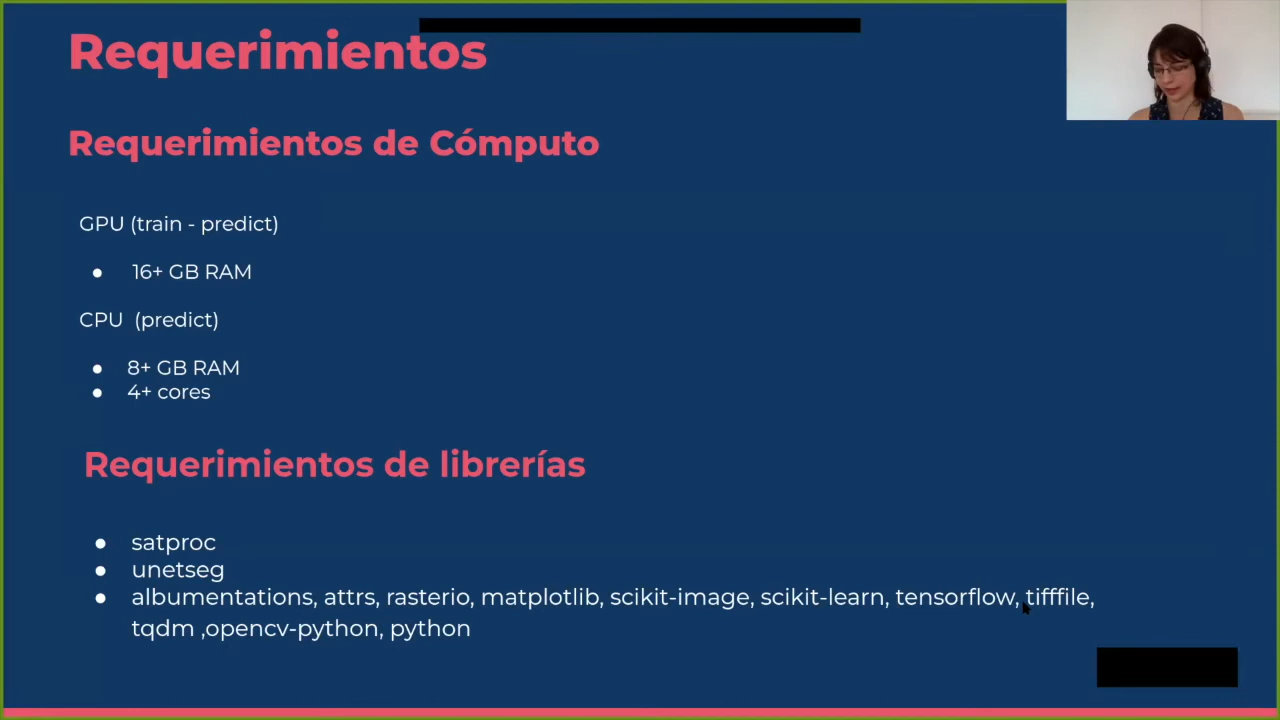 Requerimientos
Requerimientos de Cómputo
GPU (train - predict)
● 16+ GB RAM
CPU (predict)
● 8+ GB RAM
● 4+ cores
Requerimientos de librerías
● satproc
● unetseg
● albumentations, attrs, rasterio, matplotlib, scikit-image, scikit-learn, tensorflow, tifffile,
tqdm ,opencv-python, python